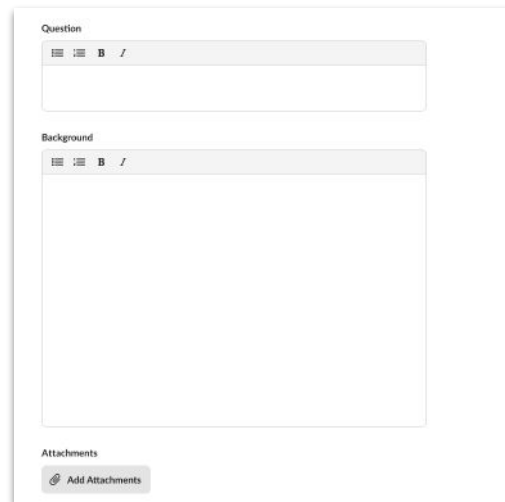 Question
B I
Background
B I
Attachments
Add Attachments